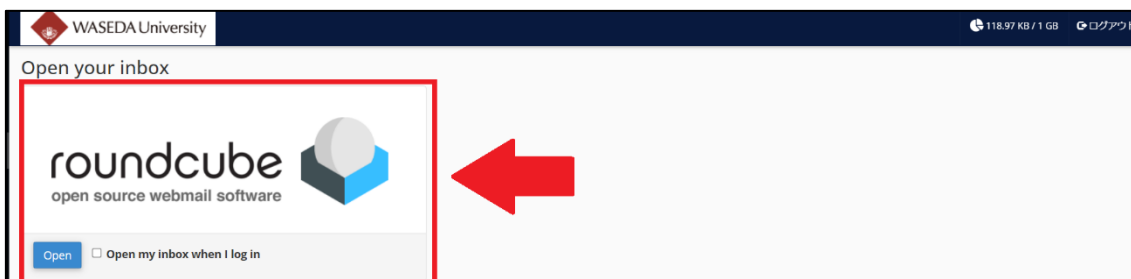 WASEDA University
118.97 KB / 1 GB
ログアウト
Open your inbox
roundcube
open source webmail software
Open
Open my inbox when I log in